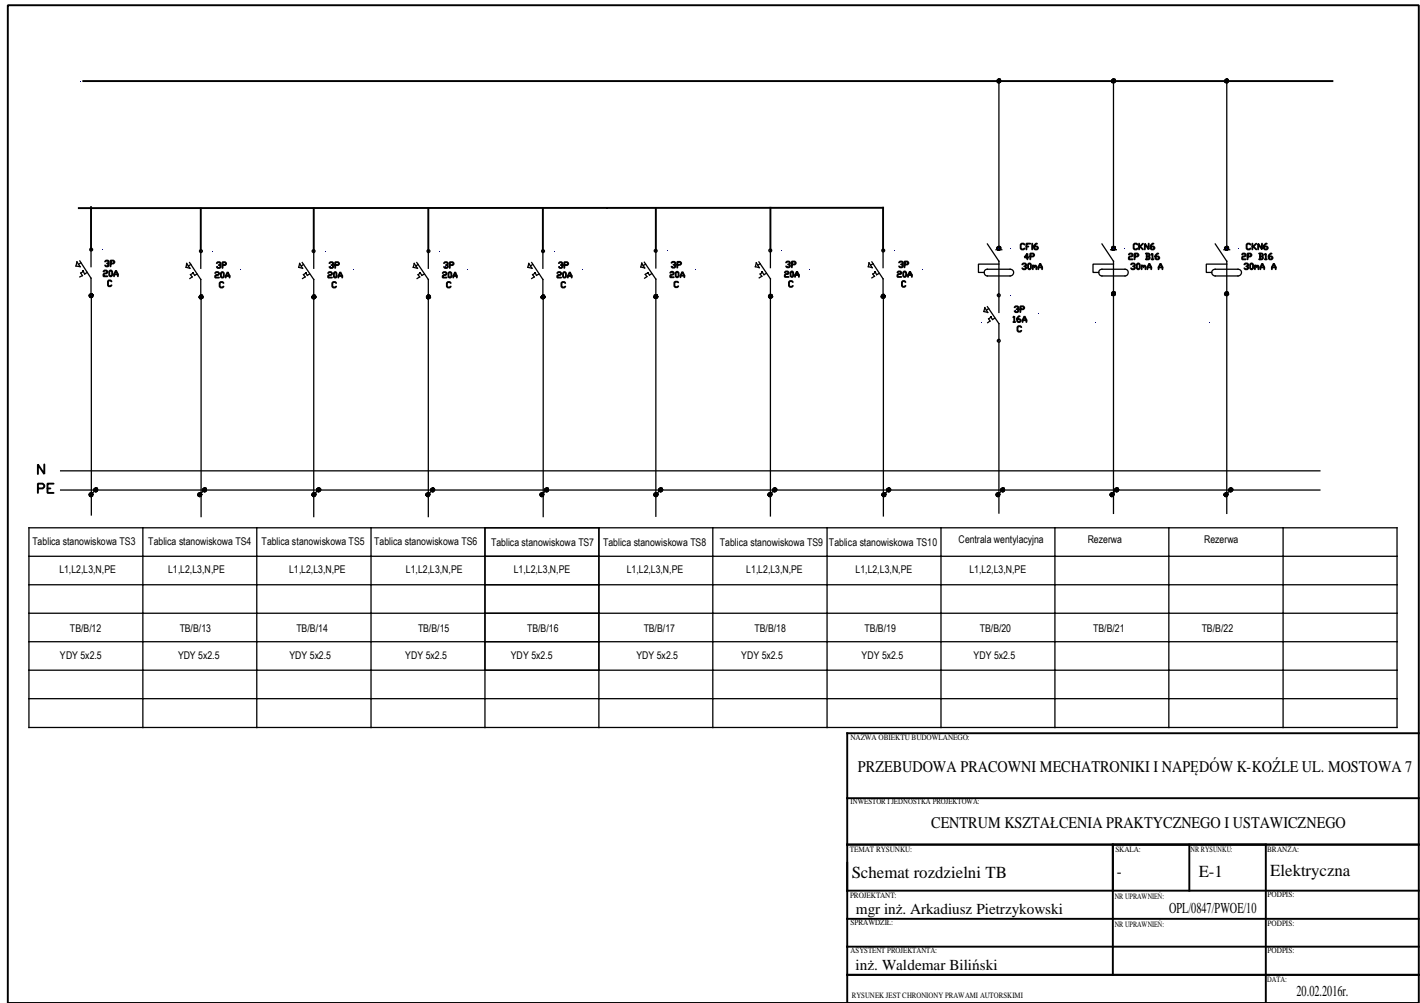 CFI6 CKN6 CKN6
4P 2P B16 2P B16
30mA 30mA A 30mA A
3P 3P 3P 3P 3P 3P 3P 3P
20A 20A 20A 20A 20A 20A 20A 20A
C C C C C C C C
3P
16A
C
N
PE
Tablica stanowiskowa TS3 Tablica stanowiskowa TS4 Tablica stanowiskowa TS5 Tablica stanowiskowa TS6 Tablica stanowiskowa TS7 Tablica stanowiskowa TS8 Tablica stanowiskowa TS9 Tablica stanowiskowa TS10 Centrala wentylacyjna Rezerwa Rezerwa
L1,L2,L3,N,PE L1,L2,L3,N,PE L1,L2,L3,N,PE L1,L2,L3,N,PE L1,L2,L3,N,PE L1,L2,L3,N,PE L1,L2,L3,N,PE L1,L2,L3,N,PE L1,L2,L3,N,PE
TB/B/12 TB/B/13 TB/B/14 TB/B/15 TB/B/16 TB/B/17 TB/B/18 TB/B/19 TB/B/20 TB/B/21 TB/B/22
YDY 5x2.5 YDY 5x2.5 YDY 5x2.5 YDY 5x2.5 YDY 5x2.5 YDY 5x2.5 YDY 5x2.5 YDY 5x2.5 YDY 5x2.5
NAZWA OBIEKTU BUDOWLANEGO:
PRZEBUDOWA PRACOWNI MECHATRONIKI I NAPĘDÓW K-KOŹLE UL. MOSTOWA 7
INWESTOR I JEDNOSTKA PROJEKTOWA:
CENTRUM KSZTAŁCENIA PRAKTYCZNEGO I USTAWICZNEGO
TEMAT RYSUNKU: SKALA: NR RYSUNKU: BRANŻA:
Schemat rozdzielni TB - E-1 Elektryczna
PROJEKTANT: NR UPRAWNIEŃ: PODPIS:
mgr inż. Arkadiusz Pietrzykowski OPL/0847/PWOE/10
SPRAWDZIŁ: NR UPRAWNIEŃ: PODPIS:
ASYSTENT PROJEKTANTA: PODPIS:
inż. Waldemar Biliński
DATA:
RYSUNEK JEST CHRONIONY PRAWAMI AUTORSKIMI 20.02.2016r.